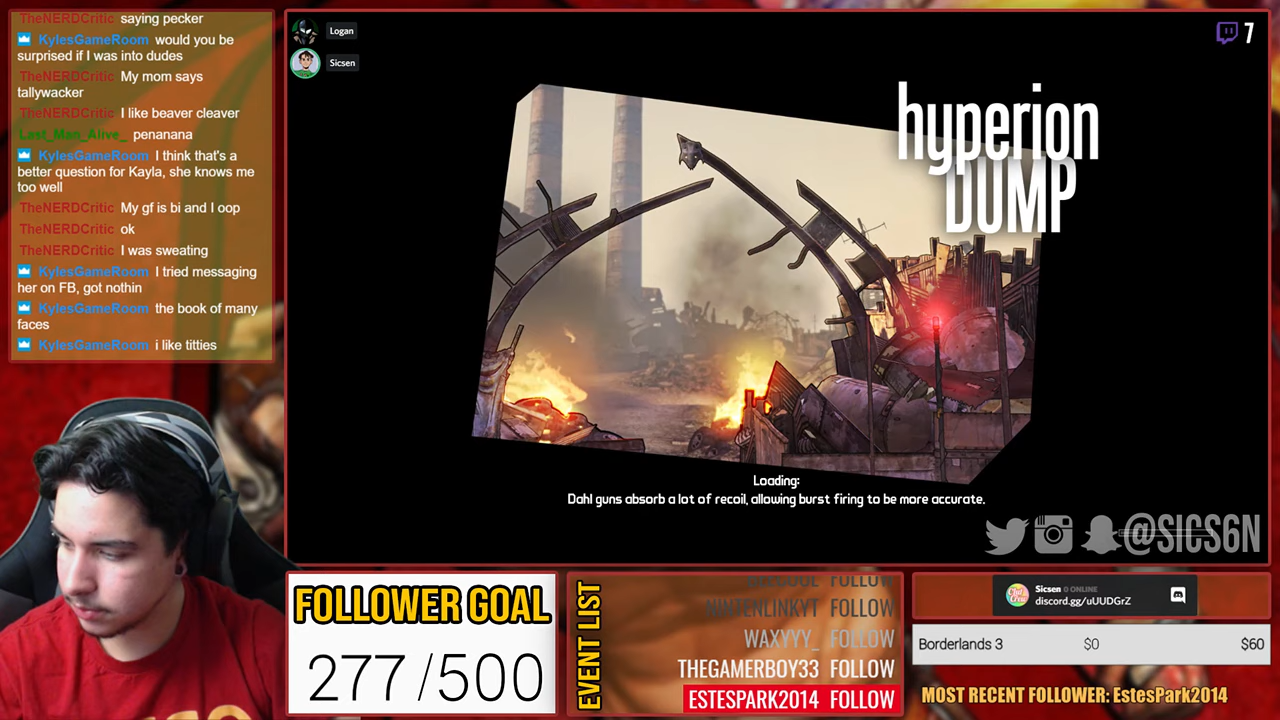 TheNERDCritic saying pecker
KylesGameRoom would you be
surprised if I was into dudes
TheNERDCritic My mom says
tallywacker
TheNERDCritic I like beaver cleaver
Last_Man_Alive_ penanana
KylesGameRoom I think that's a
better question for Kayla, she knows me
too well
TheNERDCritic My gf is bi and I oop
TheNERDCritic ok
TheNERDCritic I was sweating
KylesGameRoom I tried messaging
her on FB, got nothin
KylesGameRoom the book of many
faces
KylesGameRoom i like titties
Logan
Sicsen
7
hyperion
DUMP
Loading:
Dahl guns absorb a lot of recoil, allowing burst firing to be more accurate.
@SICS6N
FOLLOWER GOAL
277/500
EVENT LIST
FOLLOW
NINTENLINKYT FOLLOW
WAXYYY_ FOLLOW
THEGAMERBOY33 FOLLOW
ESTESPARK2014 FOLLOW
Sicsen 0 ONLINE
discord.gg/uUUDGrZ
Borderlands 3 $0 $60
MOST RECENT FOLLOWER: EstesPark2014